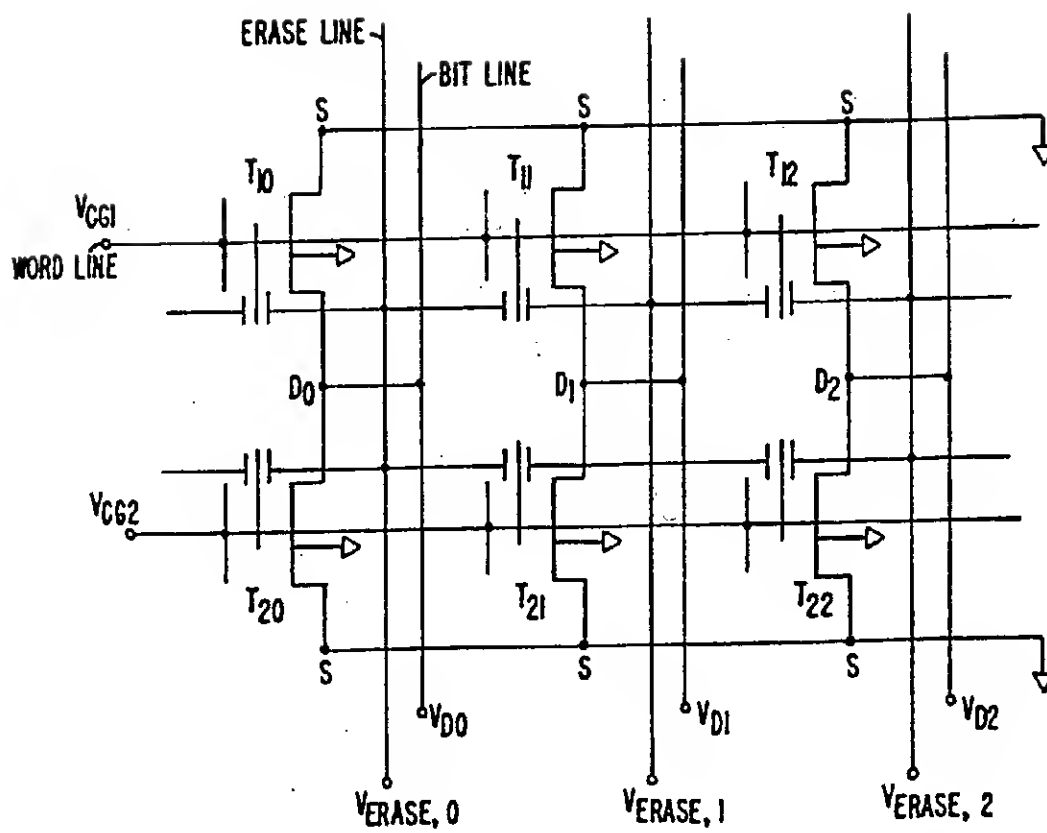 ERASE LINE
BIT LINE
S
S
S
T10
T11
T12
VCG1
WORD LINE
D0
D1
D2
VCG2
T20
T21
T22
S
S
S
VD0
VD1
VD2
VERASE, 0
VERASE, 1
VERASE, 2